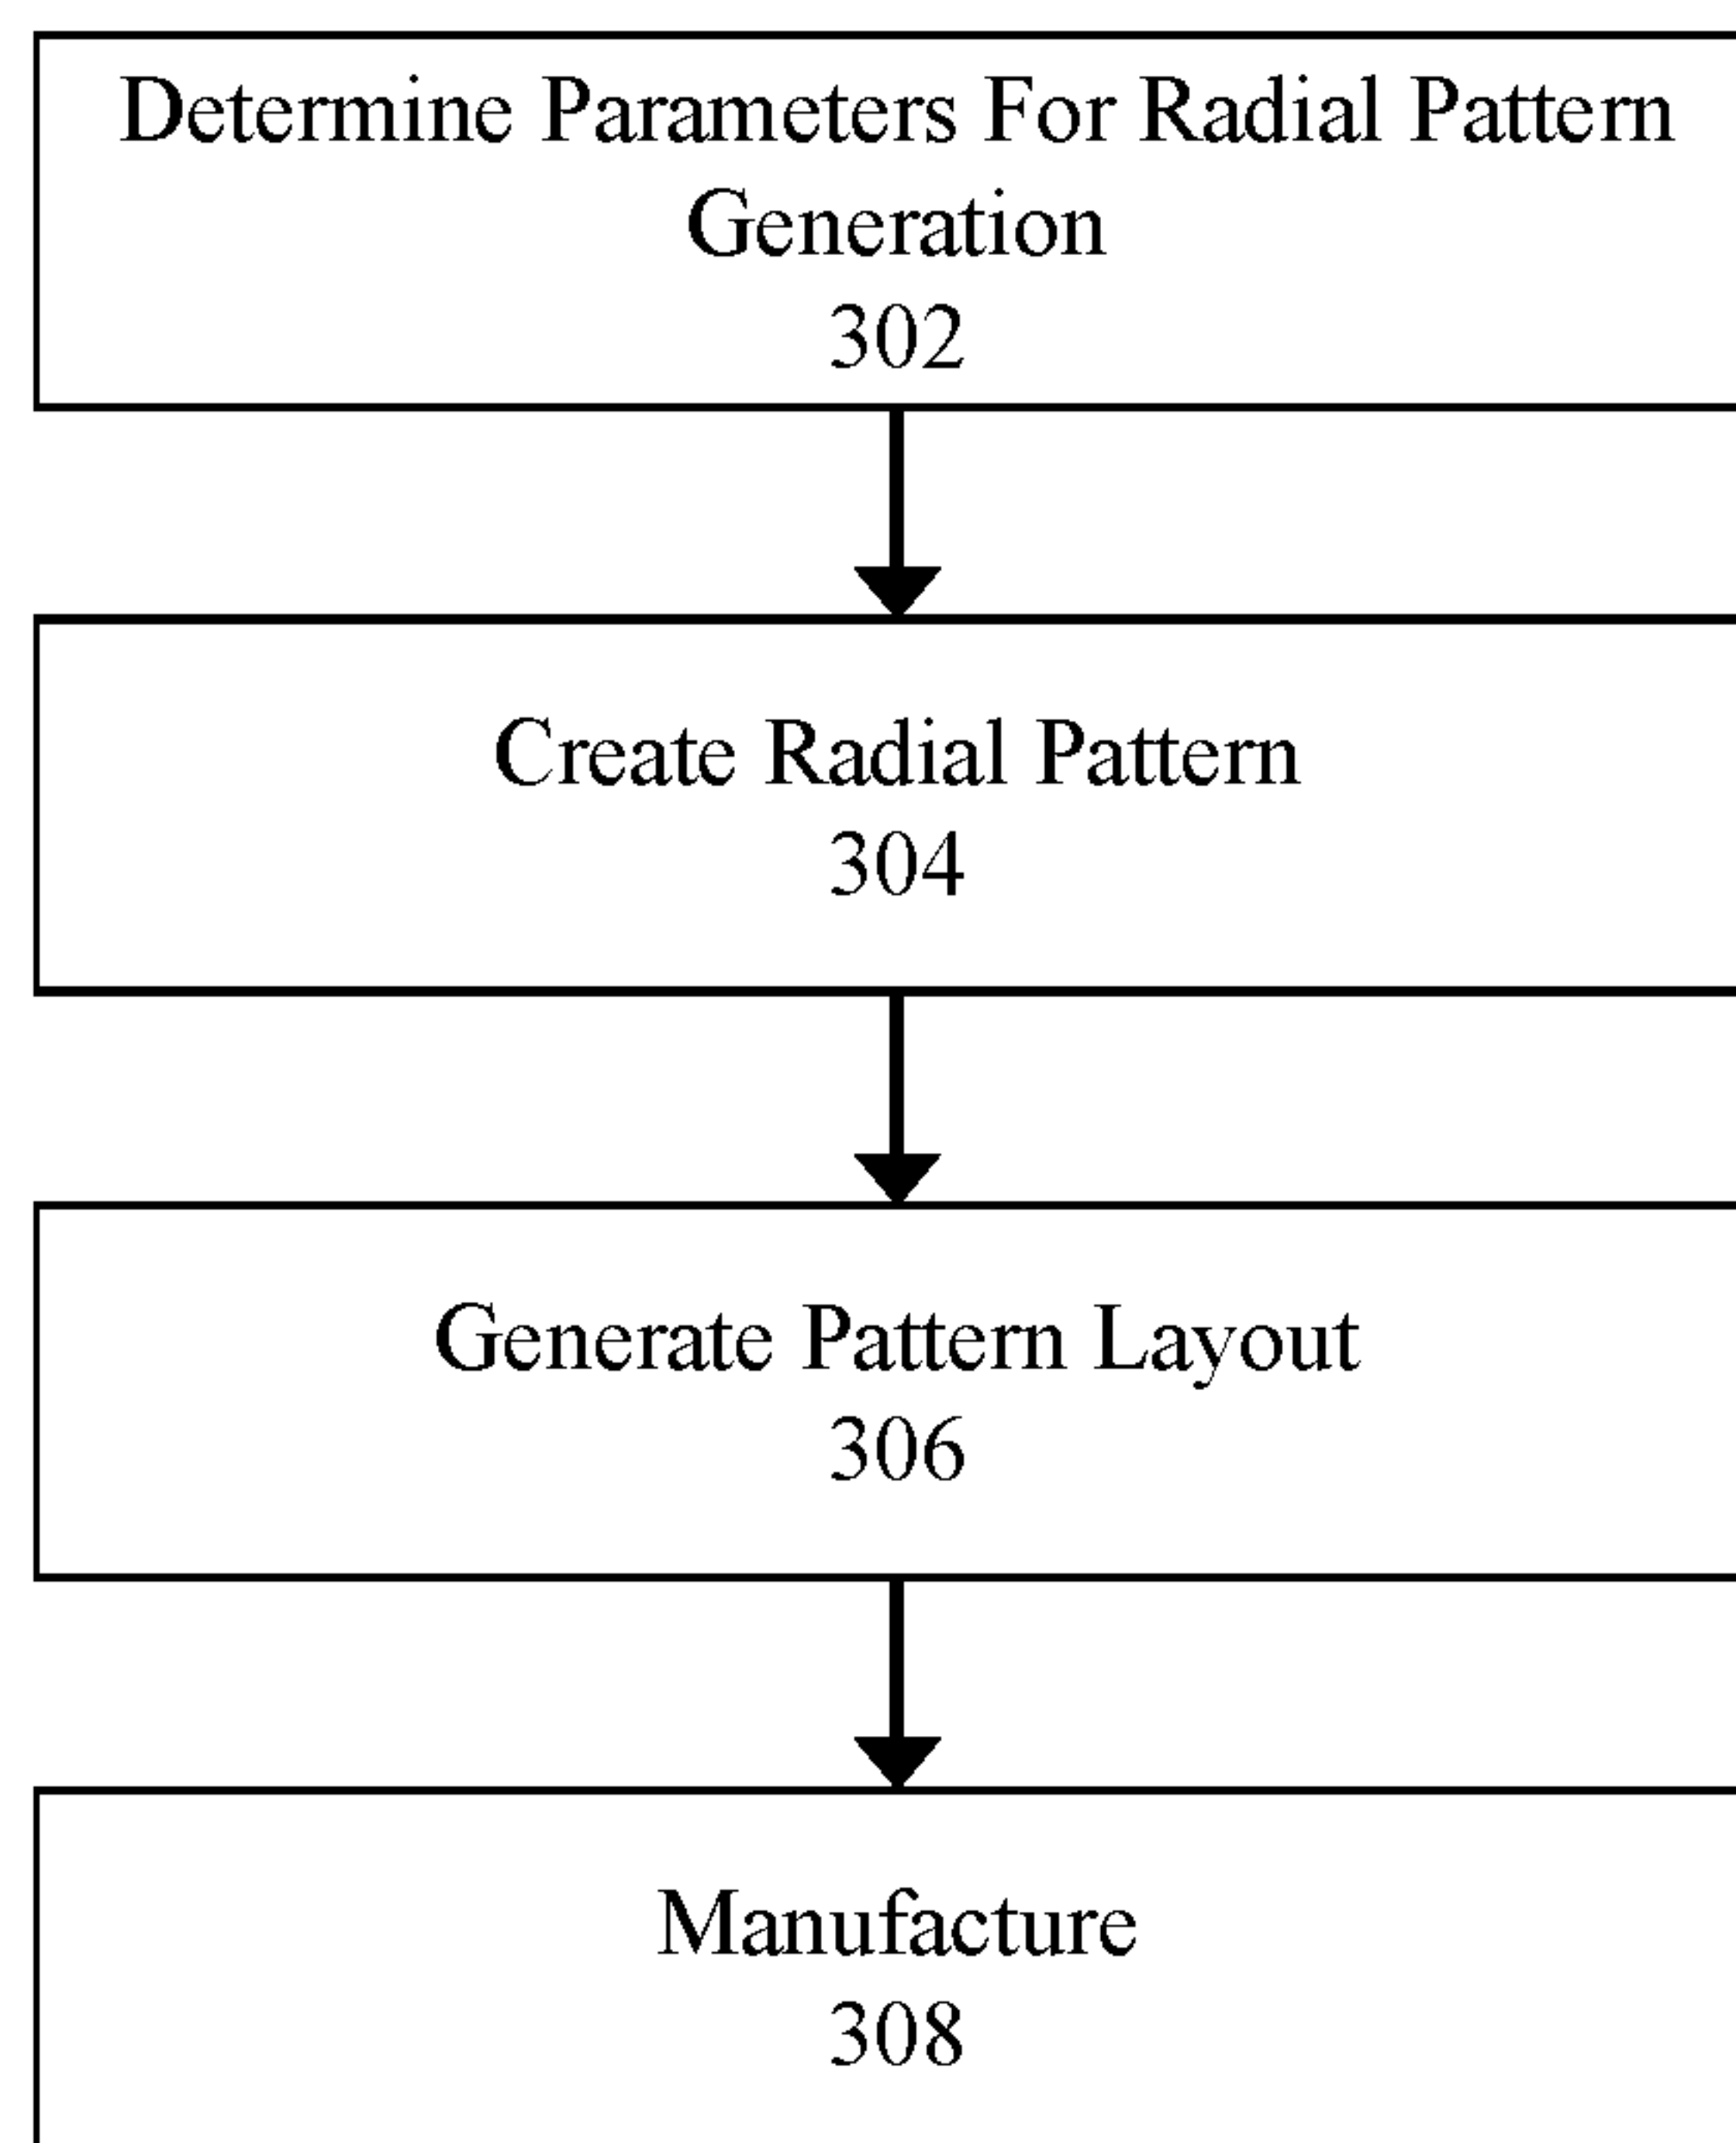 Determine Parameters For Radial Pattern
Generation
302
Create Radial Pattern
304
Generate Pattern Layout
306
Manufacture
308